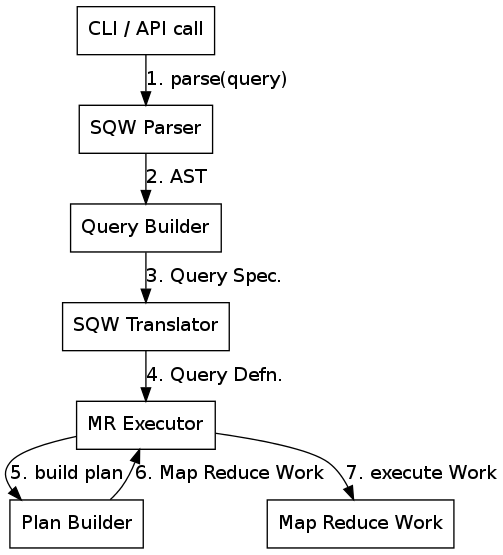 CLI / API call
1. parse(query)
SQW Parser
2. AST
Query Builder
3. Query Spec.
SQW Translator
4. Query Defn.
MR Executor
5. build plan
6. Map Reduce Work
7. execute Work
Plan Builder
Map Reduce Work